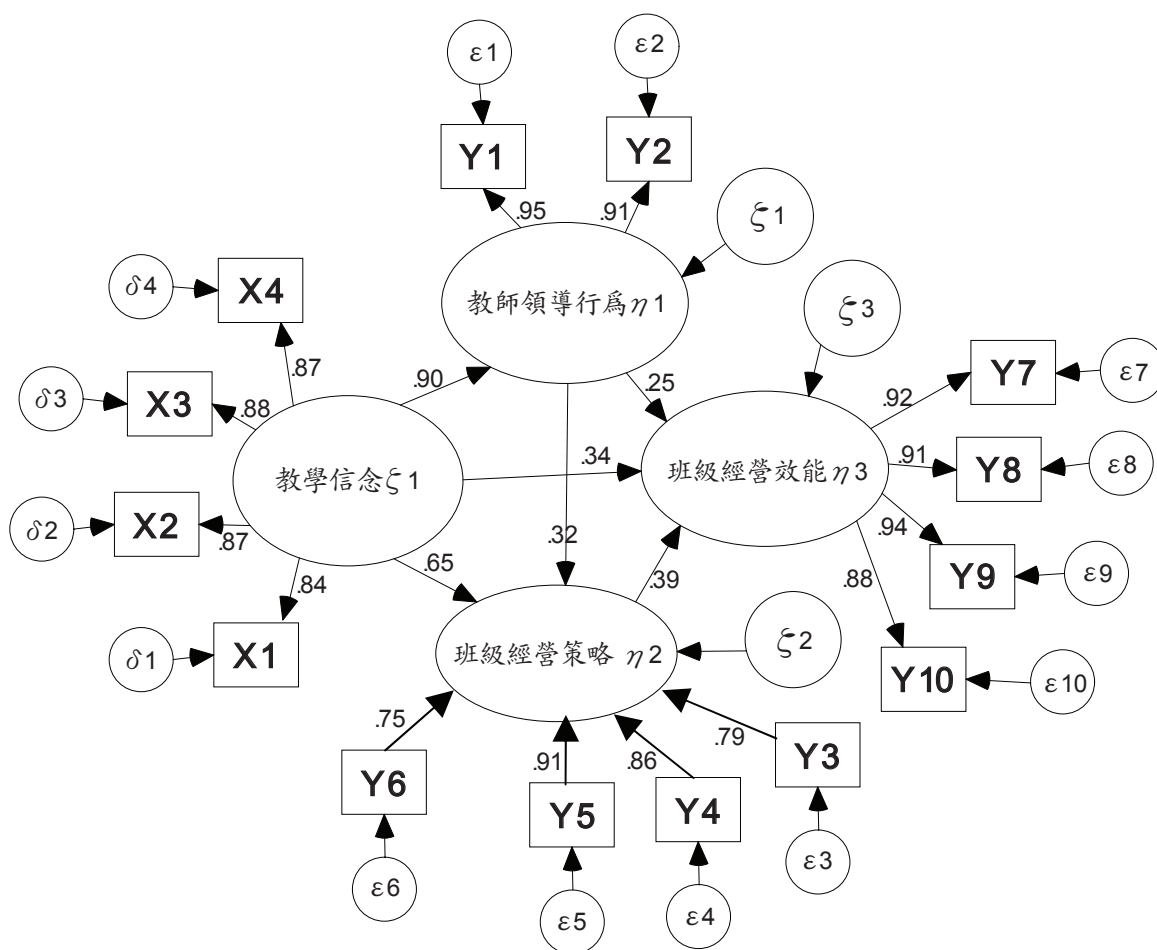 ε1
ε2
Y1
Y2
.95
.91
ζ1
δ4
X4
教師領導行爲η1
ζ3
.87
δ3
X3
.88
.90
.25
Y7
ε7
.92
教學信念ξ1
.34
班級經營效能η3
.91
Y8
ε8
δ2
X2
.87
.32
.94
Y9
ε9
.84
.65
.39
.88
δ1
X1
班級經營策略 η2
ζ2
Y10
ε10
.75
.91
.86
.79
Y3
Y6
Y5
Y4
ε3
ε6
ε5
ε4